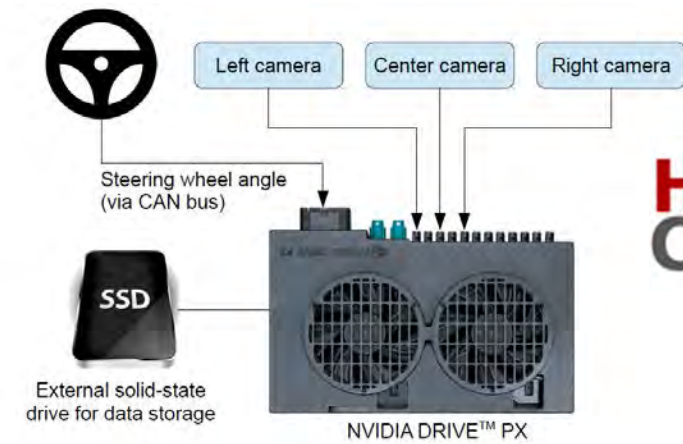 Left camera
Center camera
Right camera
Steering wheel angle
(via CAN bus)
SSD
External solid-state
drive for data storage
NVIDIA DRIVE™ PX